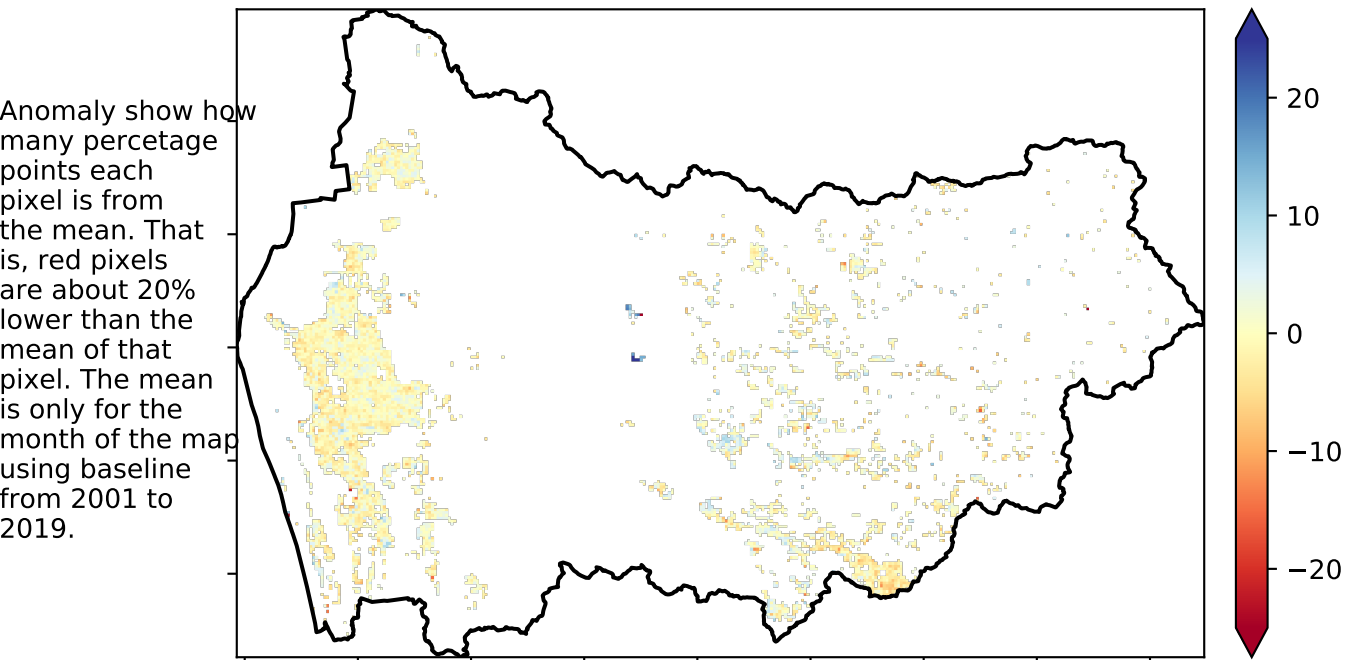 Anomaly show how
many percetage
points each
pixel is from
the mean. That
is, red pixels
are about 20%
lower than the
mean of that
pixel. The mean
is only for the
month of the map
using baseline
from 2001 to
2019.
20
10
0
−10
−20